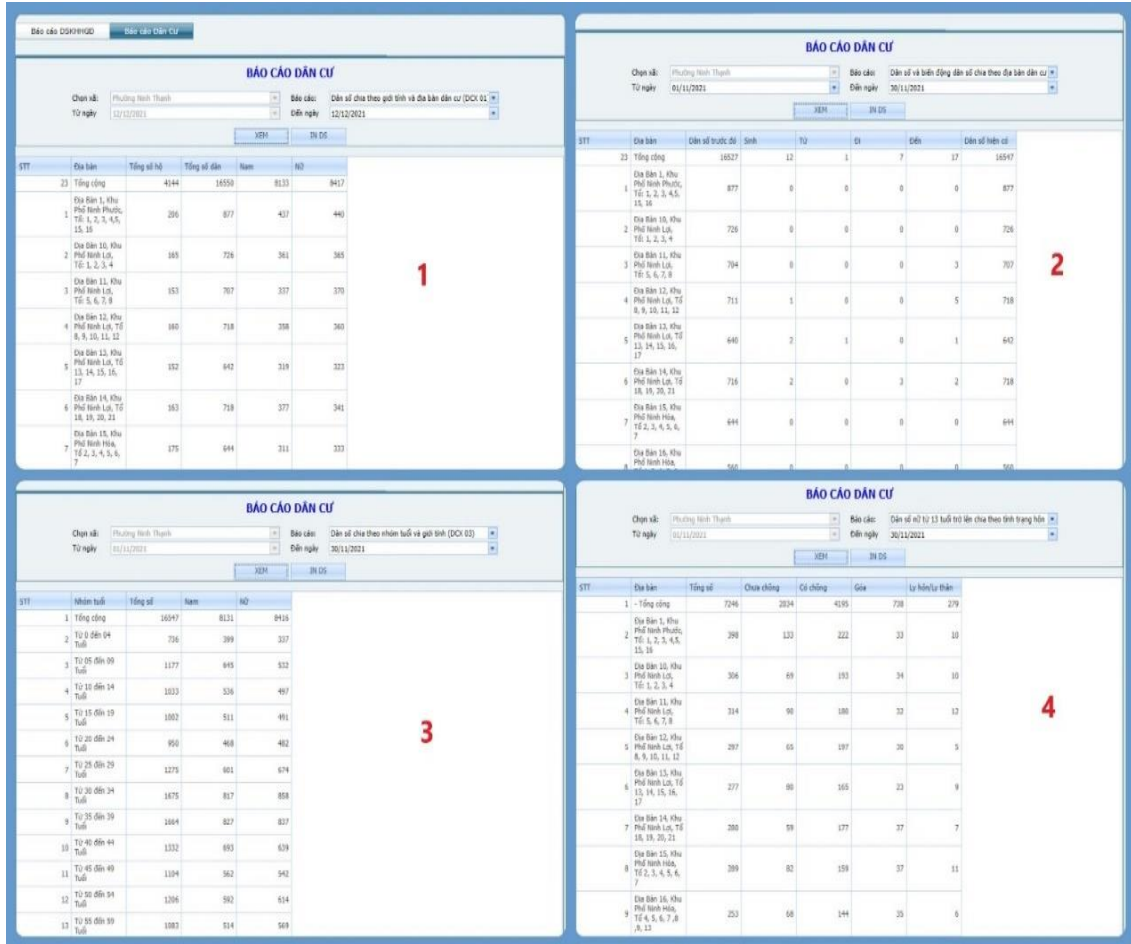 Báo cáo DSKHHGD Báo cáo Dân Cư
BÁO CÁO DÂN CƯ
Chọn xã: Phường Ninh Thạnh Báo cáo: Dân số chia theo giới tính và địa bàn dân cư (DCX 01
Từ ngày 12/12/2021 Đến ngày 12/12/2021
XEM IN DS
STT Địa bàn Tổng số hộ Tổng số dân Nam Nữ
23 Tổng cộng 4144 16550 8133 8417
Địa Bàn 1, Khu
1 Phố Ninh Phước, 206 877 437 440
Tổ: 1, 2, 3, 4,5,
15, 16
Địa Bàn 10, Khu
2 Phố Ninh Lợi, 165 726 361 365
Tổ: 1, 2, 3, 4
Địa Bàn 11, Khu
3 Phố Ninh Lợi, 153 707 337 370
Tổ: 5, 6, 7, 8
Địa Bàn 12, Khu
4 Phố Ninh Lợi, Tổ 160 718 358 360
8, 9, 10, 11, 12
Địa Bàn 13, Khu
5 Phố Ninh Lợi, Tổ 152 642 319 323
13, 14, 15, 16,
17
Địa Bàn 14, Khu
6 Phố Ninh Lợi, Tổ 163 718 377 341
18, 19, 20, 21
Địa Bàn 15, Khu
7 Phố Ninh Hòa, 175 644 311 333
Tổ 2, 3, 4, 5, 6,
7
1
BÁO CÁO DÂN CƯ
Chọn xã: Phường Ninh Thạnh Báo cáo: Dân số và biến động dân số chia theo địa bàn dân cư
Từ ngày 01/11/2021 Đến ngày 30/11/2021
XEM IN DS
STT Địa bàn Dân số trước đó Sinh Tử Đi Đến Dân số hiện có
23 Tổng cộng 16527 12 1 7 17 16547
Địa Bàn 1, Khu
1 Phố Ninh Phước, 877 0 0 0 0 877
Tổ: 1, 2, 3, 4,5,
15, 16
Địa Bàn 10, Khu
2 Phố Ninh Lợi, 726 0 0 0 0 726
Tổ: 1, 2, 3, 4
Địa Bàn 11, Khu
3 Phố Ninh Lợi, 704 0 0 0 3 707
Tổ: 5, 6, 7, 8
Địa Bàn 12, Khu
4 Phố Ninh Lợi, Tổ 711 1 0 0 5 718
8, 9, 10, 11, 12
Địa Bàn 13, Khu
5 Phố Ninh Lợi, Tổ 640 2 1 0 1 642
13, 14, 15, 16,
17
Địa Bàn 14, Khu
6 Phố Ninh Lợi, Tổ 716 2 0 3 2 718
18, 19, 20, 21
Địa Bàn 15, Khu
7 Phố Ninh Hòa, 644 0 0 0 0 644
Tổ 2, 3, 4, 5, 6,
7
Địa Bàn 16, Khu
Phố Ninh Hòa,
8 560 0 0 0 0 560
2
BÁO CÁO DÂN CƯ
Chọn xã: Phường Ninh Thạnh Báo cáo: Dân số chia theo nhóm tuổi và giới tính (DCX 03)
Từ ngày 01/11/2021 Đến ngày 30/11/2021
XEM IN DS
STT Nhóm tuổi Tổng số Nam Nữ
1 Tổng cộng 16547 8131 8416
2 Từ 0 đến 04 Tuổi 736 399 337
3 Từ 05 đến 09 Tuổi 1177 645 532
4 Từ 10 đến 14 Tuổi 1033 536 497
5 Từ 15 đến 19 Tuổi 1002 511 491
6 Từ 20 đến 24 Tuổi 950 468 482
7 Từ 25 đến 29 Tuổi 1275 601 674
8 Từ 30 đến 34 Tuổi 1675 817 858
9 Từ 35 đến 39 Tuổi 1664 827 837
10 Từ 40 đến 44 Tuổi 1332 693 639
11 Từ 45 đến 49 Tuổi 1104 562 542
12 Từ 50 đến 54 Tuổi 1206 592 614
13 Từ 55 đến 59 Tuổi 1083 514 569
3
BÁO CÁO DÂN CƯ
Chọn xã: Phường Ninh Thạnh Báo cáo: Dân số nữ từ 13 tuổi trở lên chia theo tình trạng hôn
Từ ngày 01/11/2021 Đến ngày 30/11/2021
XEM IN DS
STT Địa bàn Tổng số Chưa chồng Có chồng Góa Ly hôn/Ly thân
1 - Tổng cộng 7246 2034 4195 738 279
Địa Bàn 1, Khu
2 Phố Ninh Phước, 398 133 222 33 10
Tổ: 1, 2, 3, 4,5,
15, 16
Địa Bàn 10, Khu
3 Phố Ninh Lợi, 306 69 193 34 10
Tổ: 1, 2, 3, 4
Địa Bàn 11, Khu
4 Phố Ninh Lợi, 314 90 180 32 12
Tổ: 5, 6, 7, 8
Địa Bàn 12, Khu
5 Phố Ninh Lợi, Tổ 297 65 197 30 5
8, 9, 10, 11, 12
Địa Bàn 13, Khu
6 Phố Ninh Lợi, Tổ 277 80 165 23 9
13, 14, 15, 16,
17
Địa Bàn 14, Khu
7 Phố Ninh Lợi, Tổ 280 59 177 37 7
18, 19, 20, 21
Địa Bàn 15, Khu
8 Phố Ninh Hòa, 289 82 159 37 11
Tổ 2, 3, 4, 5, 6,
7
Địa Bàn 16, Khu
9 Phố Ninh Hòa, 253 68 144 35 6
Tổ 4, 5, 6, 7 ,8
,9, 13
4